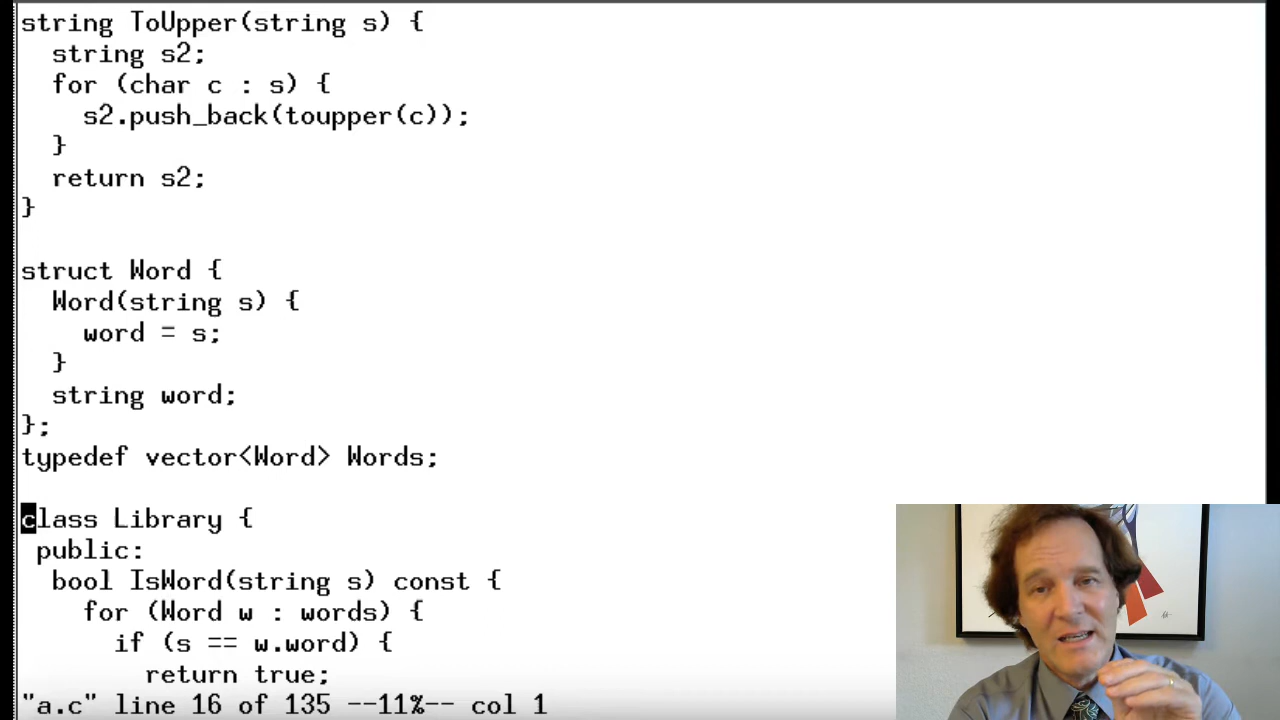 string ToUpper(string s) {
  string s2;
  for (char c : s) {
    s2.push_back(toupper(c));
  }
  return s2;
}

struct Word {
  Word(string s) {
    word = s;
  }
  string word;
};
typedef vector<Word> Words;

class Library {
 public:
  bool IsWord(string s) const {
    for (Word w : words) {
      if (s == w.word) {
        return true;
"a.c" line 16 of 135 --11%-- col 1